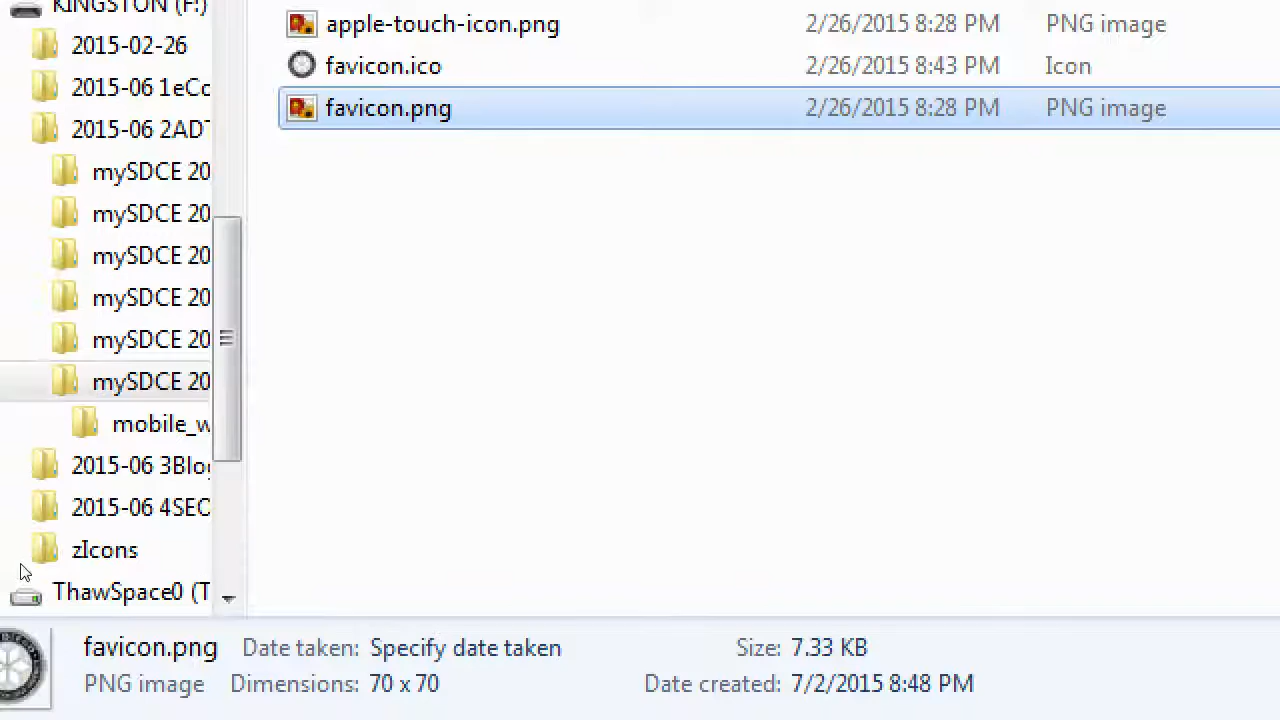 KINGSTON (F:)
2015-02-26
2015-06 1eCo
2015-06 2ADT
mySDCE 20
mySDCE 20
mySDCE 20
mySDCE 20
mySDCE 20
mySDCE 20
mobile_w
2015-06 3Blog
2015-06 4SEO
zIcons
ThawSpace0 (T
apple-touch-icon.png 2/26/2015 8:28 PM PNG image
favicon.ico 2/26/2015 8:43 PM Icon
favicon.png 2/26/2015 8:28 PM PNG image
favicon.png Date taken: Specify date taken Size: 7.33 KB
PNG image Dimensions: 70 x 70 Date created: 7/2/2015 8:48 PM